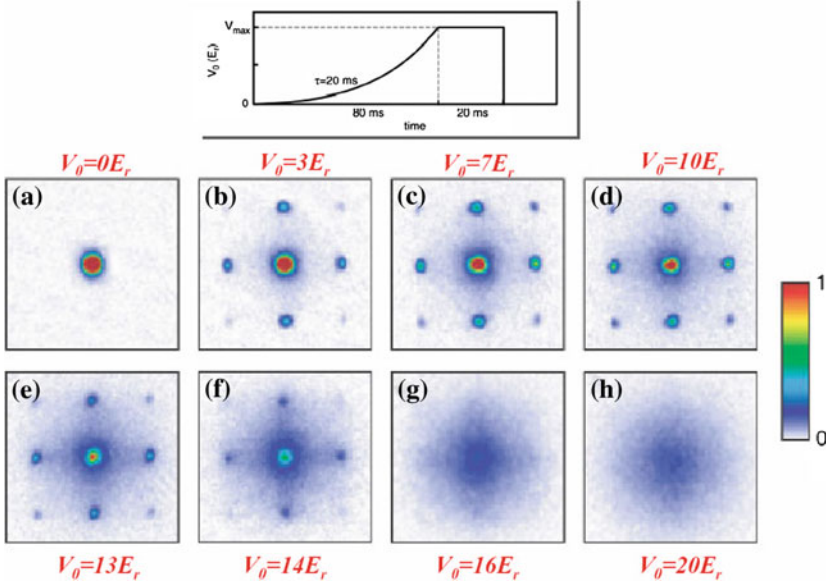 V_max
V_0 (E_r)
τ=20 ms
0
80 ms
20 ms
time
V_0=0E_r
V_0=3E_r
V_0=7E_r
V_0=10E_r
(a)
(b)
(c)
(d)
1
0
(e)
(f)
(g)
(h)
V_0=13E_r
V_0=14E_r
V_0=16E_r
V_0=20E_r